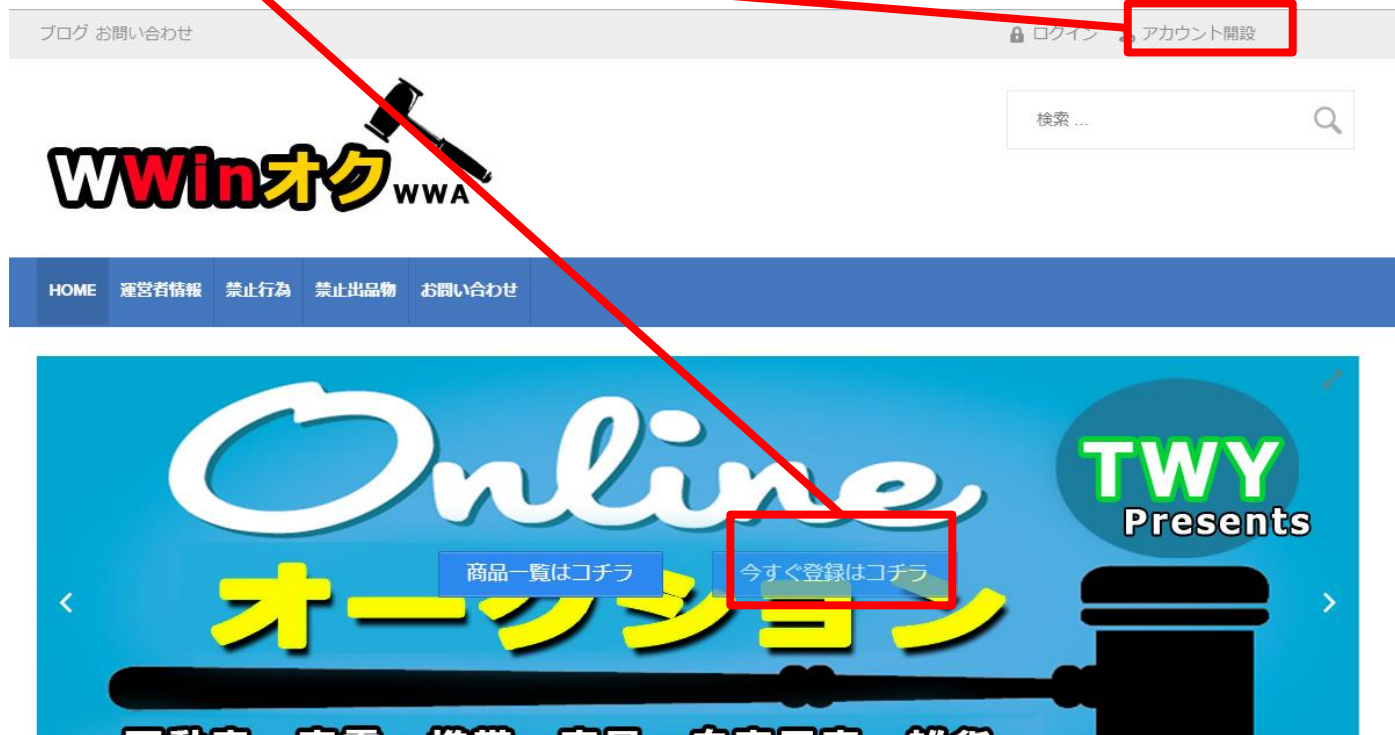 ブログ お問い合わせ
ログイン アカウント開設
検索 ...
WWinオク WWA
HOME 運営者情報 禁止行為 禁止出品物 お問い合わせ
Online
TWY
Presents
商品一覧はコチラ 今すぐ登録はコチラ
オークション